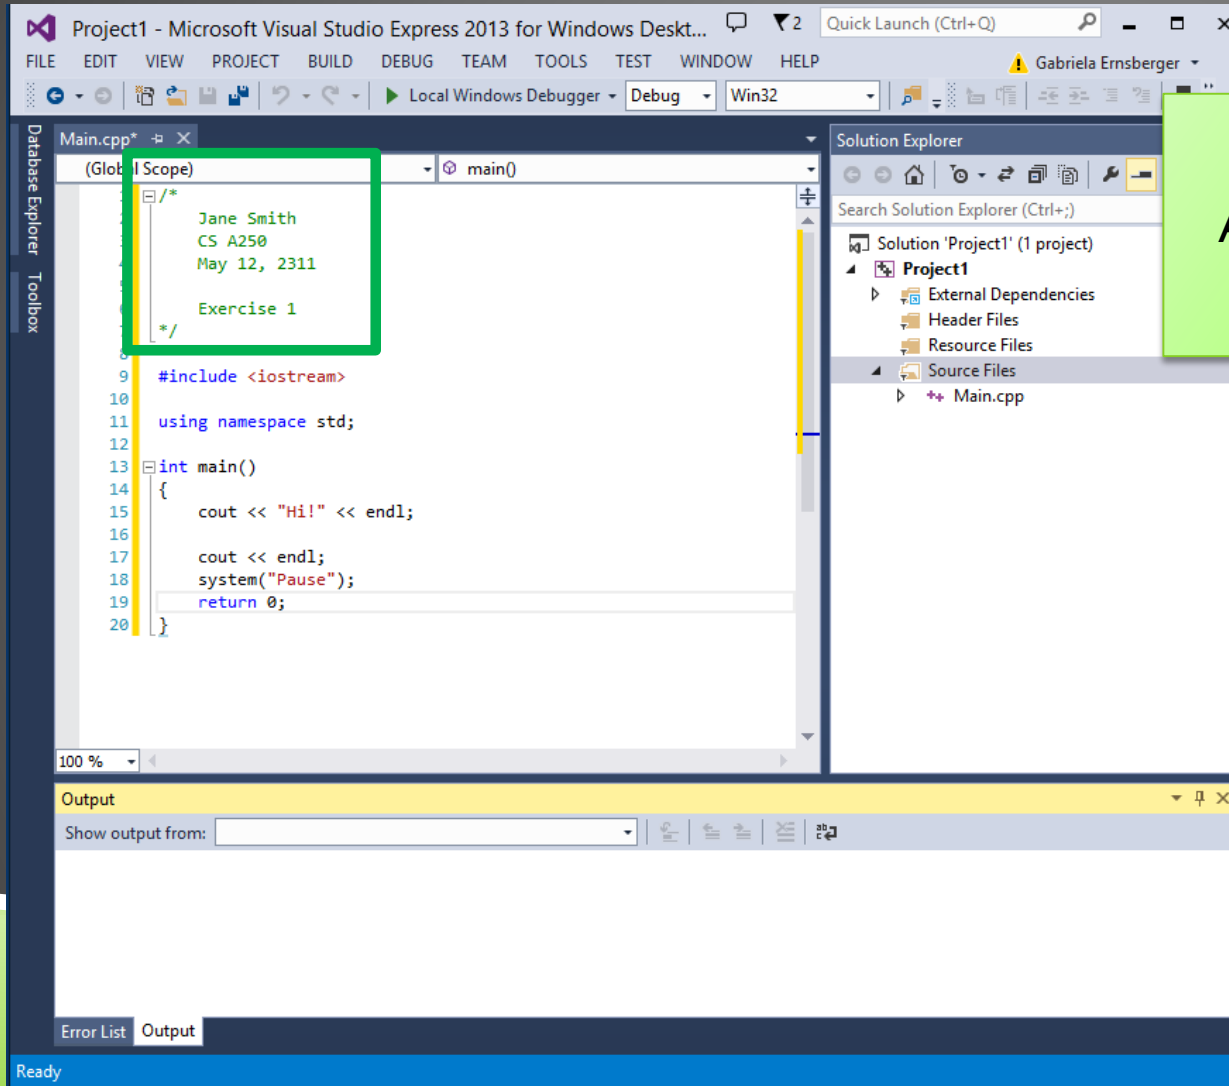 Project1 - Microsoft Visual Studio Express 2013 for Windows Deskt...
2
Quick Launch (Ctrl+Q)
FILE EDIT VIEW PROJECT BUILD DEBUG TEAM TOOLS TEST WINDOW HELP
Gabriela Ernsberger
Local Windows Debugger
Debug
Win32
Database Explorer
Toolbox
Main.cpp*
(Global Scope)
main()
/*
Jane Smith
CS A250
May 12, 2311
Exercise 1
*/
9 #include <iostream>
10
11 using namespace std;
12
13 int main()
14 {
15 cout << "Hi!" << endl;
16
17 cout << endl;
18 system("Pause");
19 return 0;
20 }
100 %
Solution Explorer
Search Solution Explorer (Ctrl+;)
Solution 'Project1' (1 project)
Project1
External Dependencies
Header Files
Resource Files
Source Files
++ Main.cpp
A
Output
Show output from:
Error List
Output
Ready